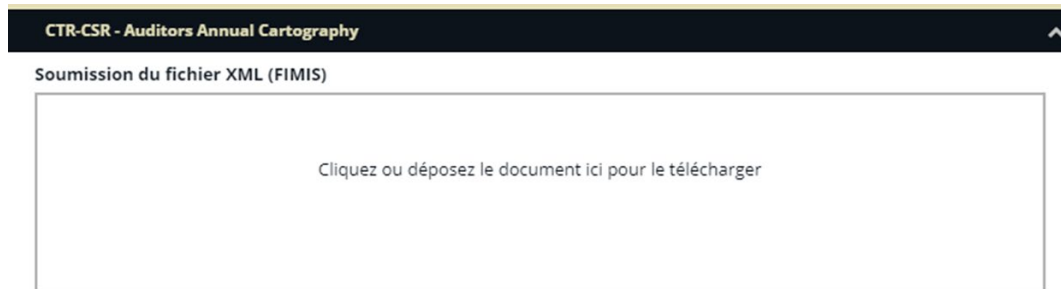 CTR-CSR - Auditors Annual Cartography
Soumission du fichier XML (FIMIS)
Cliquez ou déposez le document ici pour le télécharger